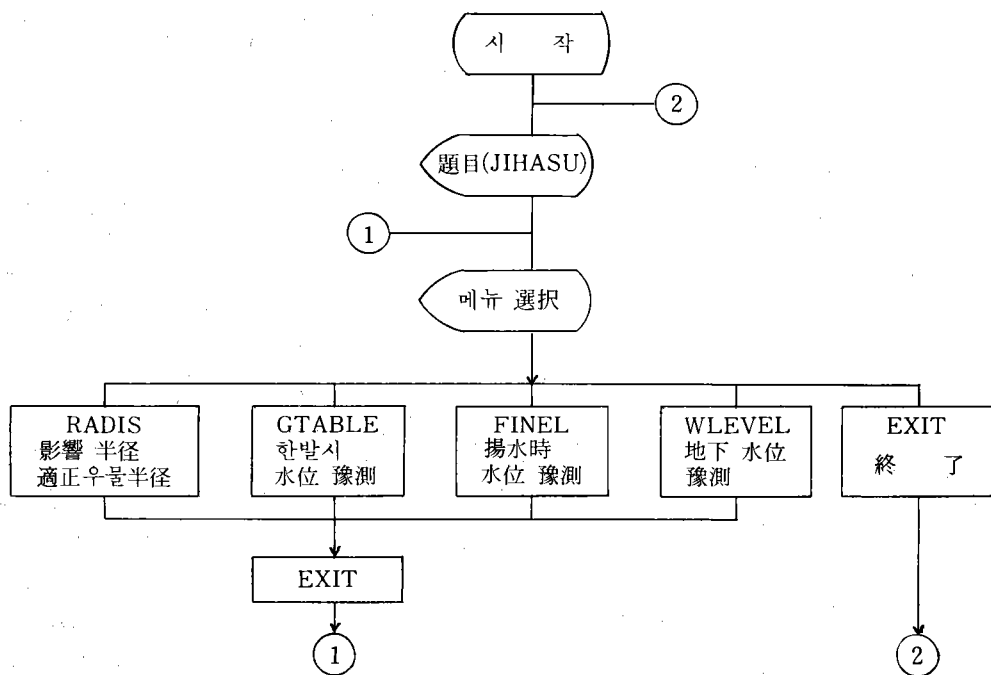 시 작
2
題目(JIHASU)
1
메뉴 選択
RADIS
影響 半径
適正우물半径
GTABLE
한발시
水位 豫測
FINEL
揚水時
水位 豫測
WLEVEL
地下 水位
豫測
EXIT
終 了
EXIT
1
2